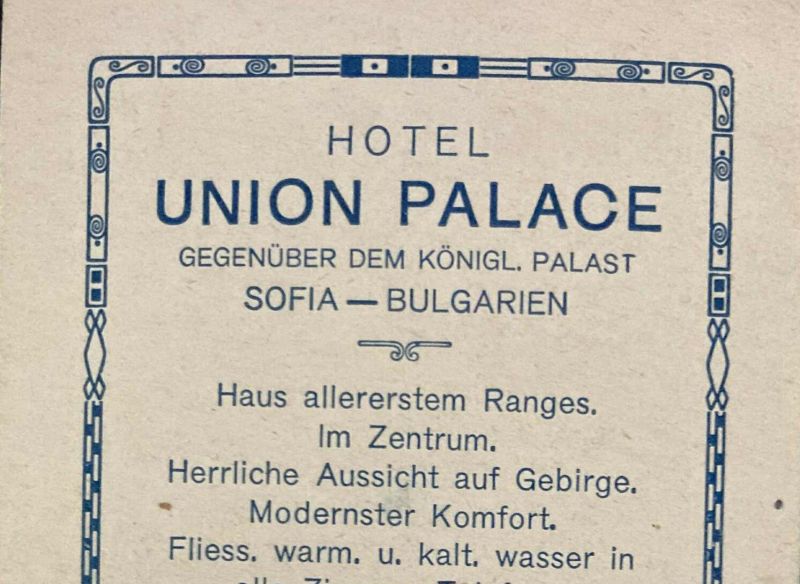 HOTEL
UNION PALACE
GEGENÜBER DEM KÖNIGL. PALAST
SOFIA — BULGARIEN
Haus allererstem Ranges.
Im Zentrum.
Herrliche Aussicht auf Gebirge.
Modernster Komfort.
Fliess. warm. u. kalt. wasser in